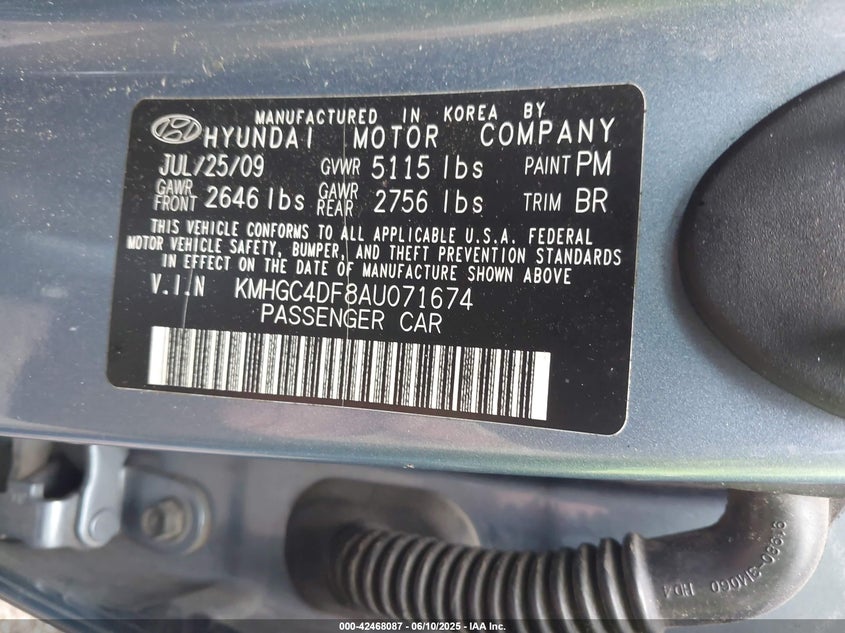 MANUFACTURED IN KOREA BY
HYUNDAI MOTOR COMPANY
JUL/25/09 GVWR 5115 lbs PAINT PM
GAWR FRONT 2646 lbs GAWR REAR 2756 lbs TRIM BR
THIS VEHICLE CONFORMS TO ALL APPLICABLE U.S.A. FEDERAL
MOTOR VEHICLE SAFETY, BUMPER, AND THEFT PREVENTION STANDARDS
IN EFFECT ON THE DATE OF MANUFACTURE SHOWN ABOVE
V.I.N KMHGC4DF8AU071674
PASSENGER CAR
000-42468087 - 06/10/2025 - IAA Inc.